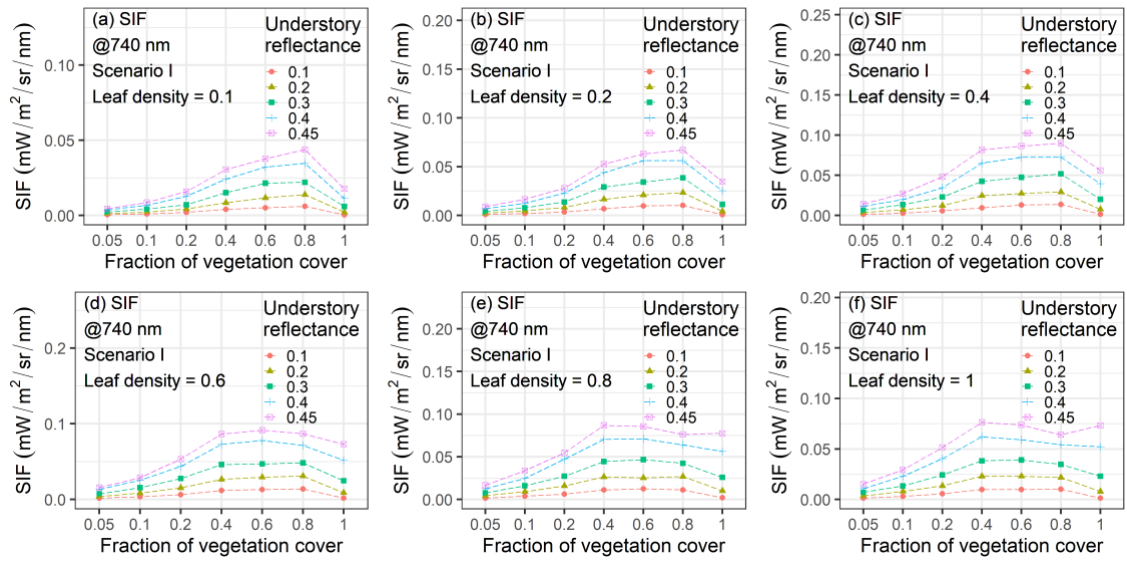 (a) SIF
@740 nm
Scenario I
Leaf density = 0.1
Understory
reflectance
0.1
0.2
0.3
0.4
0.45
SIF (mW/m²/sr/nm)
0.10
0.05
0.00
0.05 0.1 0.2 0.4 0.6 0.8 1
Fraction of vegetation cover
(b) SIF
@740 nm
Scenario I
Leaf density = 0.2
Understory
reflectance
0.1
0.2
0.3
0.4
0.45
SIF (mW/m²/sr/nm)
0.20
0.15
0.10
0.05
0.00
0.05 0.1 0.2 0.4 0.6 0.8 1
Fraction of vegetation cover
(c) SIF
@740 nm
Scenario I
Leaf density = 0.4
Understory
reflectance
0.1
0.2
0.3
0.4
0.45
SIF (mW/m²/sr/nm)
0.25
0.20
0.15
0.10
0.05
0.00
0.05 0.1 0.2 0.4 0.6 0.8 1
Fraction of vegetation cover
(d) SIF
@740 nm
Scenario I
Leaf density = 0.6
Understory
reflectance
0.1
0.2
0.3
0.4
0.45
SIF (mW/m²/sr/nm)
0.2
0.1
0.0
0.05 0.1 0.2 0.4 0.6 0.8 1
Fraction of vegetation cover
(e) SIF
@740 nm
Scenario I
Leaf density = 0.8
Understory
reflectance
0.1
0.2
0.3
0.4
0.45
SIF (mW/m²/sr/nm)
0.20
0.15
0.10
0.05
0.00
0.05 0.1 0.2 0.4 0.6 0.8 1
Fraction of vegetation cover
(f) SIF
@740 nm
Scenario I
Leaf density = 1
Understory
reflectance
0.1
0.2
0.3
0.4
0.45
SIF (mW/m²/sr/nm)
0.20
0.15
0.10
0.05
0.00
0.05 0.1 0.2 0.4 0.6 0.8 1
Fraction of vegetation cover